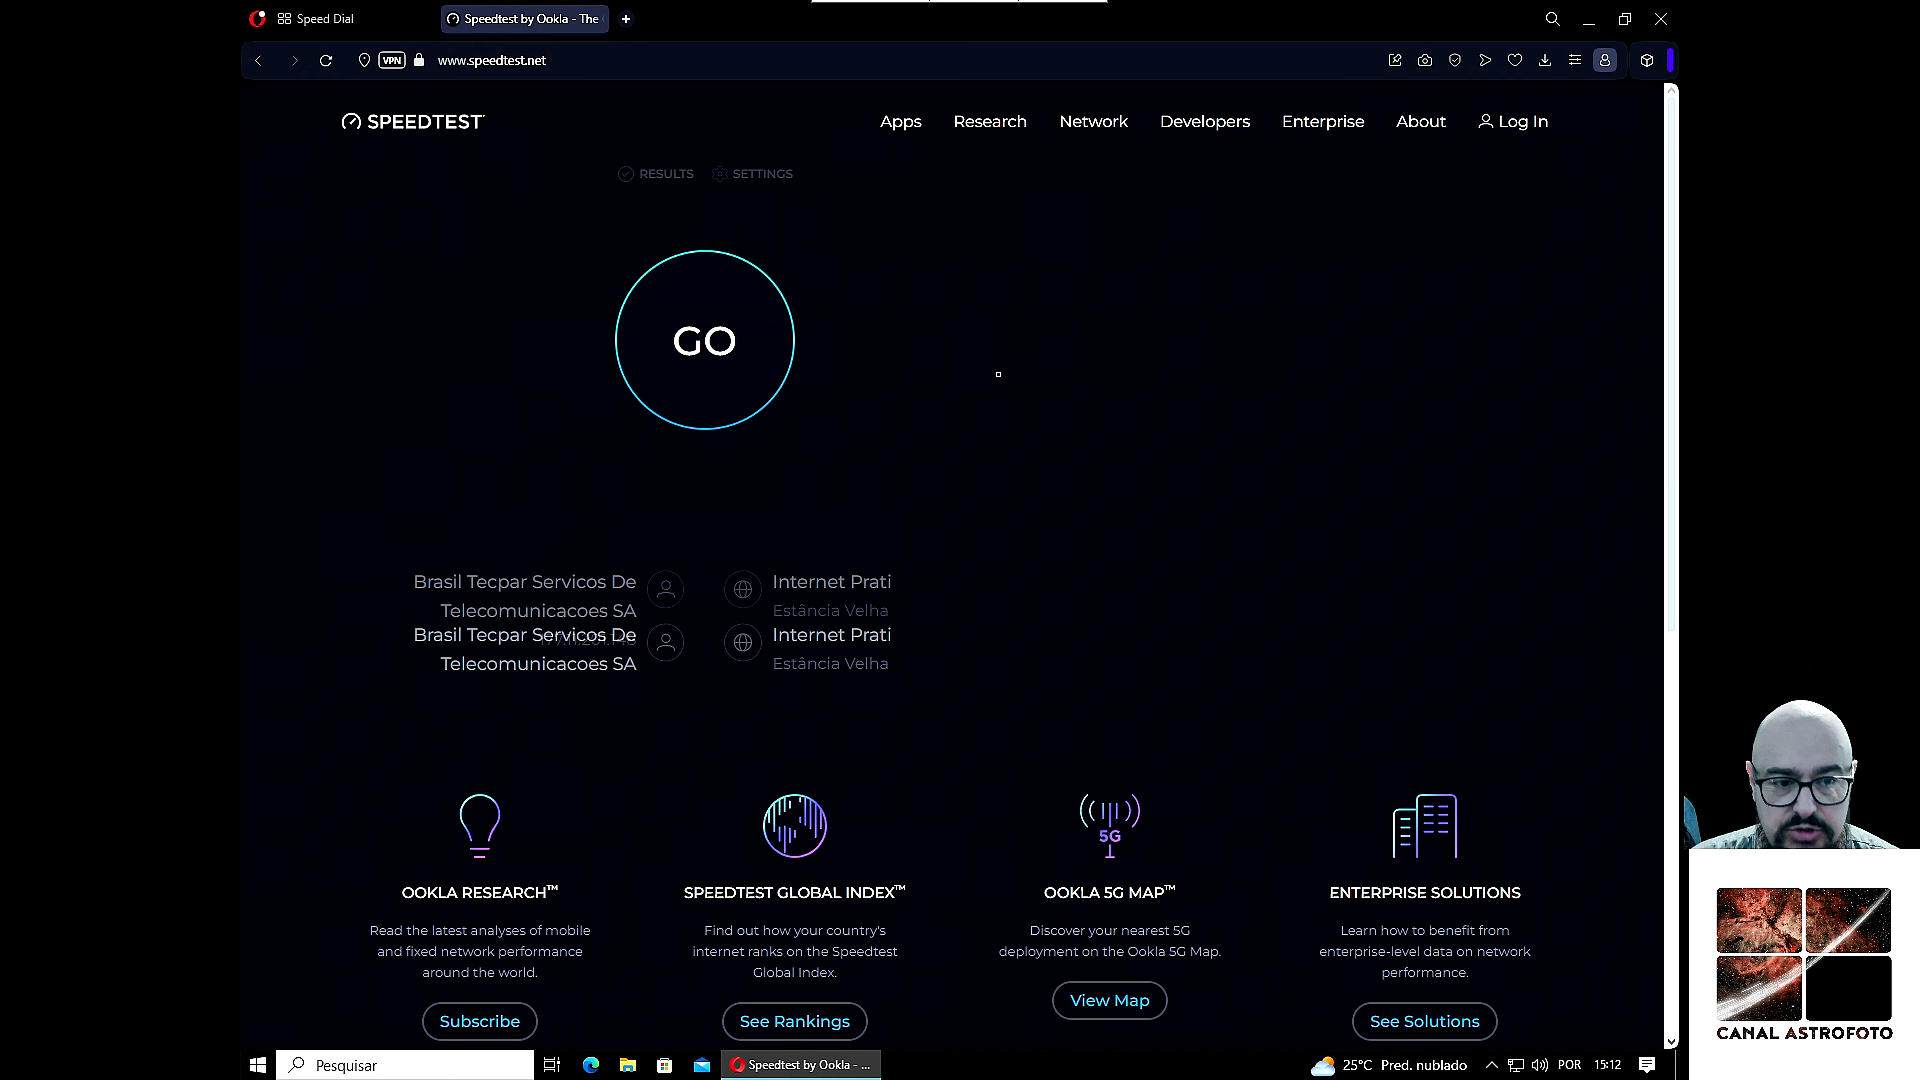 Speed Dial
Speedtest by Ookla - The
VPN
www.speedtest.net
SPEEDTEST
Apps
Research
Network
Developers
Enterprise
About
Log In
RESULTS
SETTINGS
GO
Brasil Tecpar Servicos De
Telecomunicacoes SA
Internet Prati
Estância Velha
Brasil Tecpar Servicos De
Telecomunicacoes SA
Internet Prati
Estância Velha
5G
OOKLA RESEARCH™
Read the latest analyses of mobile
and fixed network performance
around the world.
Subscribe
SPEEDTEST GLOBAL INDEX™
Find out how your country's
internet ranks on the Speedtest
Global Index.
See Rankings
OOKLA 5G MAP™
Discover your nearest 5G
deployment on the Ookla 5G Map.
View Map
ENTERPRISE SOLUTIONS
Learn how to benefit from
enterprise-level data on network
performance.
See Solutions
CANAL ASTROFOTO
Pesquisar
Speedtest by Ookla - ...
25°C Pred. nublado
POR
15:12